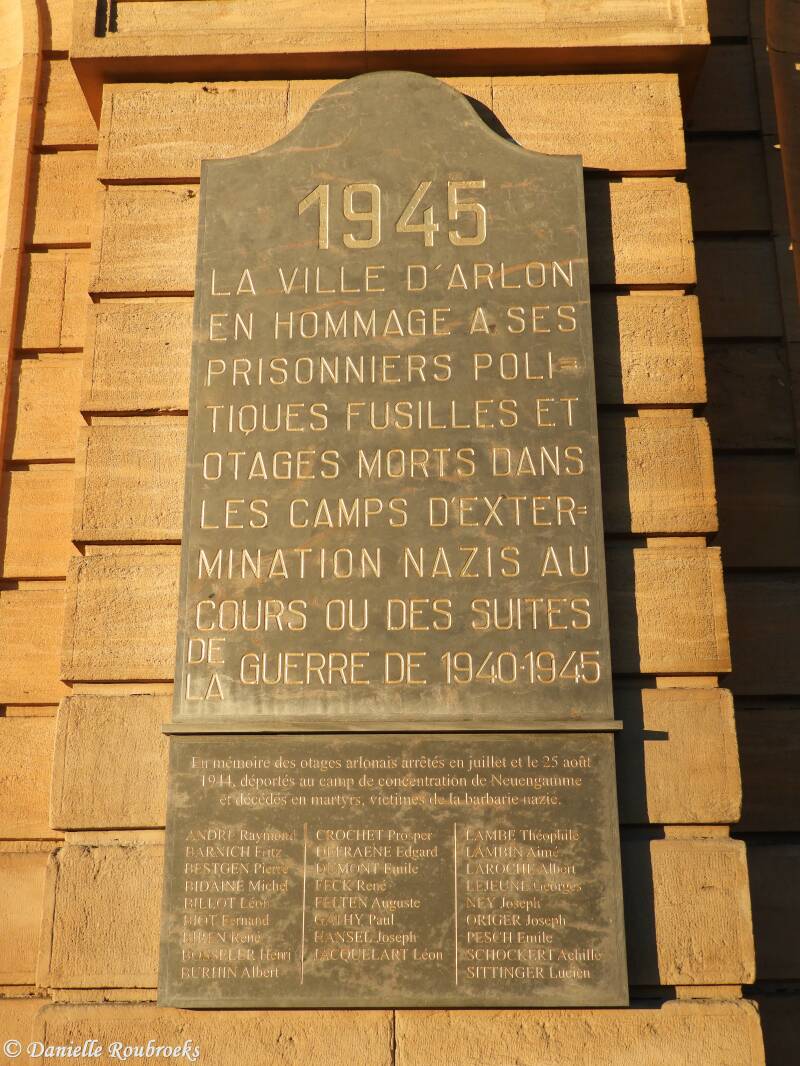 1945
LA VILLE D'ARLON
EN HOMMAGE A SES
PRISONNIERS POLI=
TIQUES FUSILLES ET
OTAGES MORTS DANS
LES CAMPS D'EXTER=
MINATION NAZIS AU
COURS OU DES SUITES
DE LA GUERRE DE 1940-1945
En mémoire des otages arlonais arrêtés en juillet et le 25 août
1944, déportés au camp de concentration de Neuengamme
et décédés en martyrs, victimes de la barbarie nazie.
ANDRE Raymond
BARNICH Fritz
BESTGEN Pierre
BIDAINE Michel
BILLOT Léon
BIOT Fernand
BIREN René
BOSSELER Henri
BURHIN Albert
CROCHET Prosper
DEFRAENE Edgard
DUMONT Emile
FECK René
FELTEN Auguste
GATHY Paul
HANSEL Joseph
JACQUELART Léon
LAMBE Théophile
LAMBIN Aimé
LAROCHE Albert
LEJEUNE Georges
NEY Joseph
ORIGER Joseph
PESCH Emile
SCHOCKERT Achille
SITTINGER Lucien
© Danielle Roubroeks